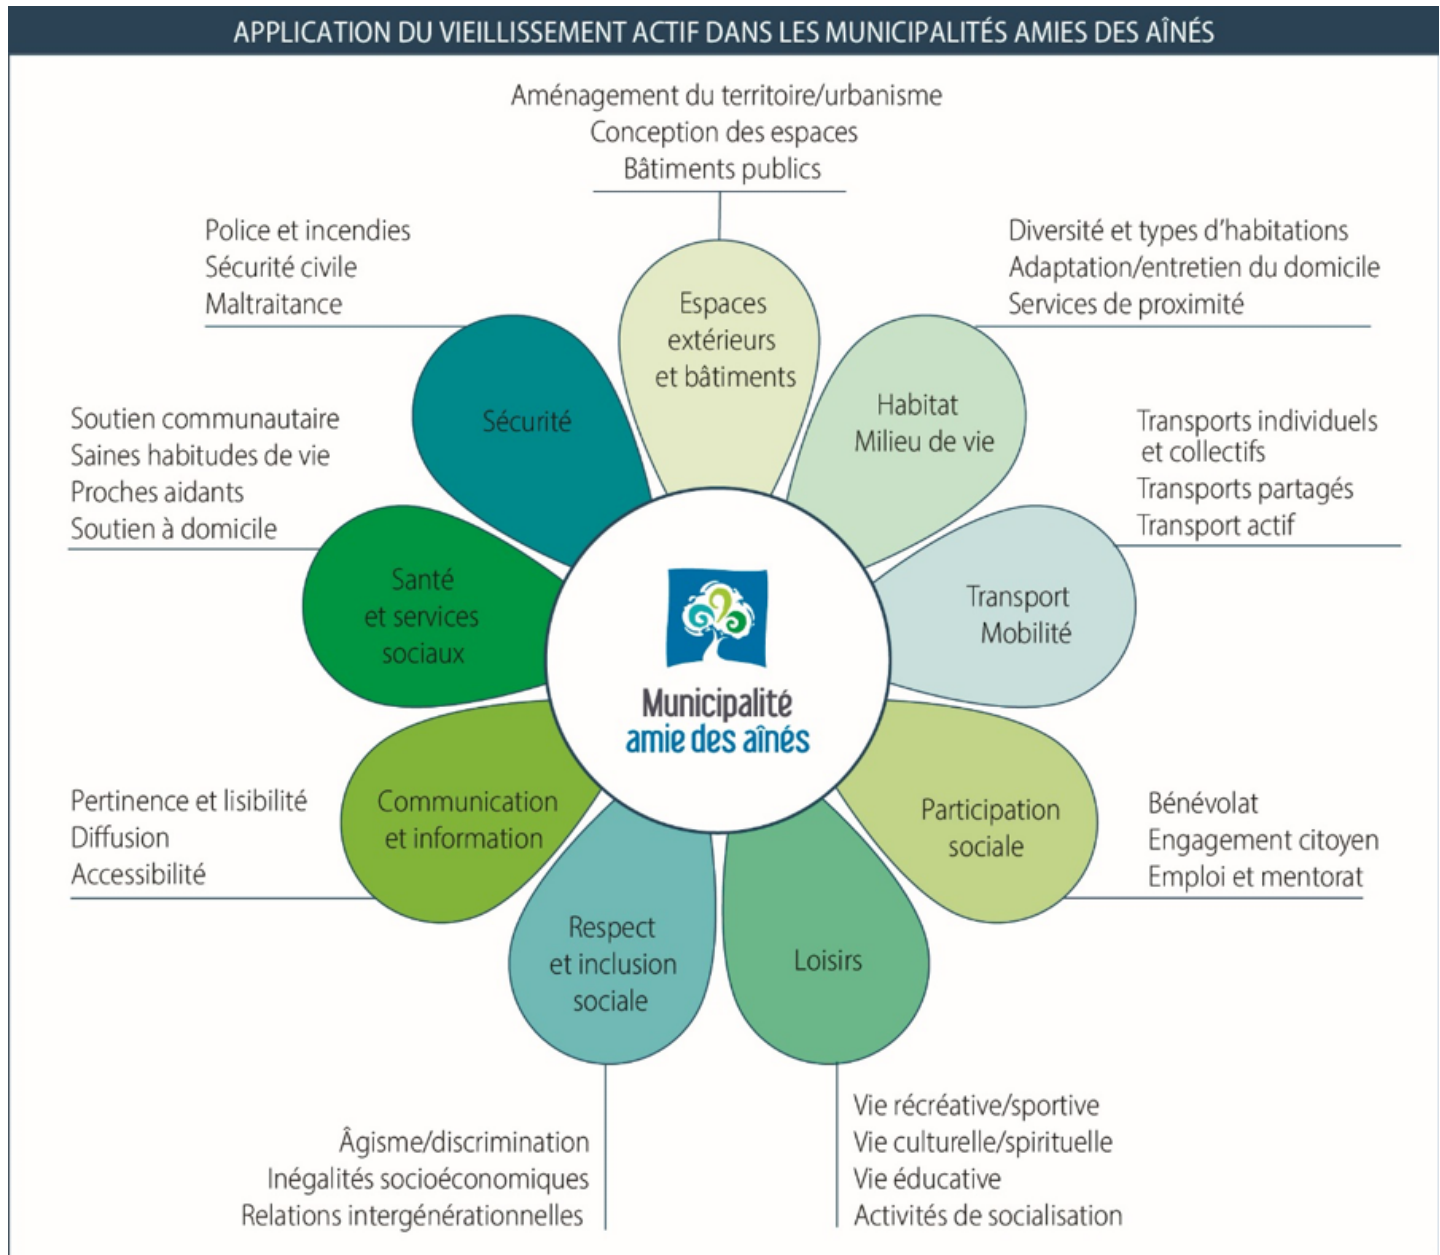 APPLICATION DU VIEILLISSEMENT ACTIF DANS LES MUNICIPALITÉS AMIES DES AÎNÉS
Aménagement du territoire/urbanisme
Conception des espaces
Bâtiments publics
Espaces
extérieurs
et bâtiments
Diversité et types d'habitations
Adaptation/entretien du domicile
Services de proximité
Habitat
Milieu de vie
Transports individuels
et collectifs
Transports partagés
Transport actif
Transport
Mobilité
Bénévolat
Engagement citoyen
Emploi et mentorat
Participation
sociale
Vie récréative/sportive
Vie culturelle/spirituelle
Vie éducative
Activités de socialisation
Loisirs
Âgisme/discrimination
Inégalités socioéconomiques
Relations intergénérationnelles
Respect
et inclusion
sociale
Pertinence et lisibilité
Diffusion
Accessibilité
Communication
et information
Soutien communautaire
Saines habitudes de vie
Proches aidants
Soutien à domicile
Santé
et services
sociaux
Police et incendies
Sécurité civile
Maltraitance
Sécurité
Municipalité
amie des aînés